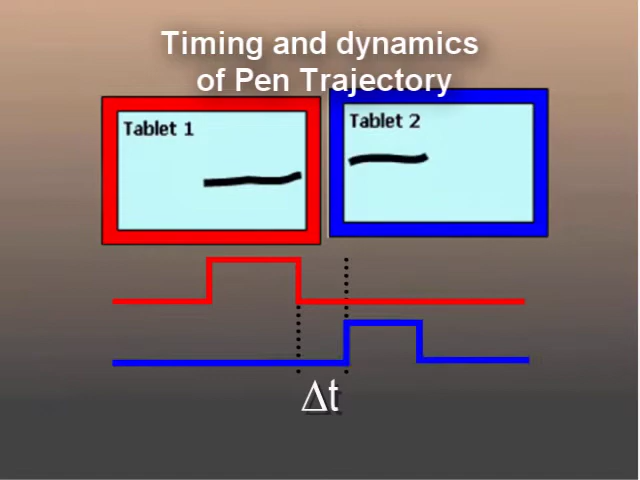 Timing and dynamics
of Pen Trajectory
Tablet 1
Tablet 2
Δt